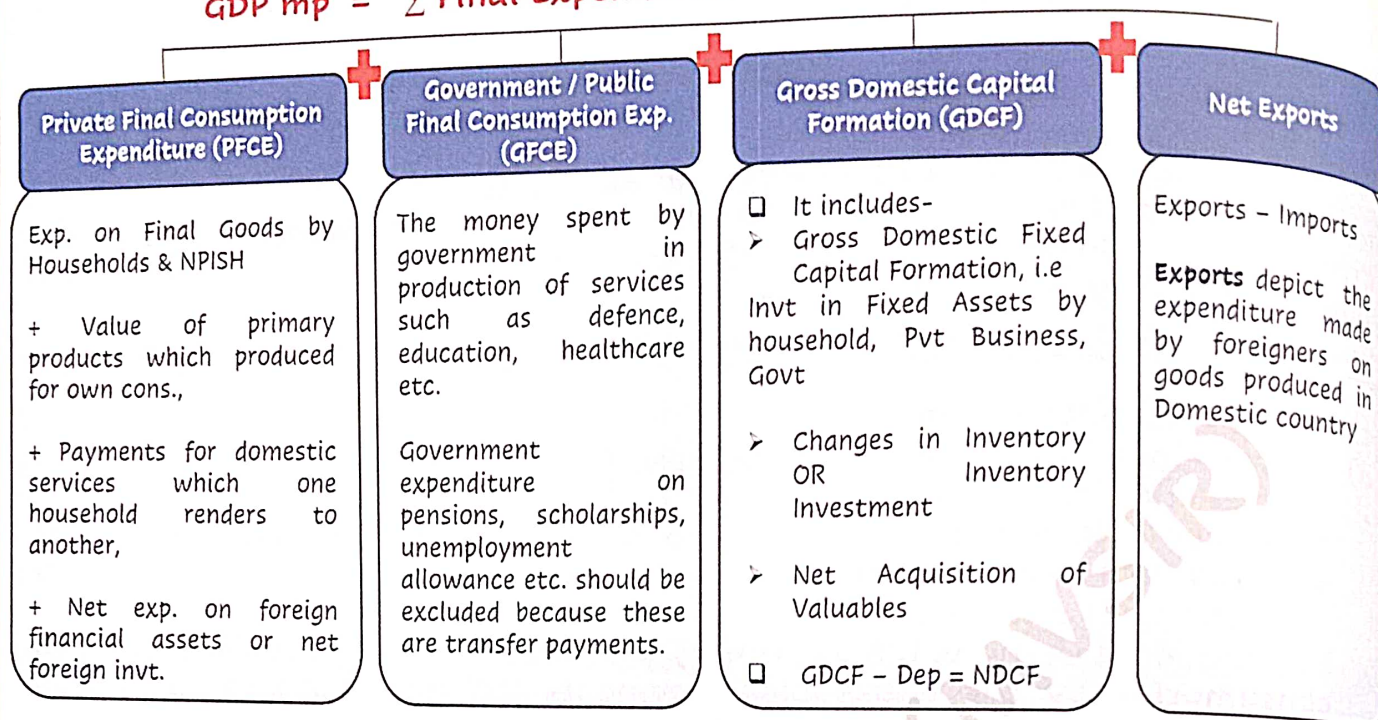 GDP mp = Σ Final
Private Final Consumption
Expenditure (PFCE)
Exp. on Final Goods by
Households & NPISH
+ Value of primary
products which produced
for own cons.,
+ Payments for domestic
services which one
household renders to
another,
+ Net exp. on foreign
financial assets or net
foreign invt.
Government / Public
Final Consumption Exp.
(GFCE)
The money spent by
government in
production of services
such as defence,
education, healthcare
etc.
Government
expenditure on
pensions, scholarships,
unemployment
allowance etc. should be
excluded because these
are transfer payments.
Gross Domestic Capital
Formation (GDCF)
❑ It includes-
➢ Gross Domestic Fixed
Capital Formation, i.e
Invt in Fixed Assets by
household, Pvt Business,
Govt
➢ Changes in Inventory
OR Inventory
Investment
➢ Net Acquisition of
Valuables
❑ GDCF – Dep = NDCF
Net Exports
Exports – Imports
Exports depict the
expenditure made
by foreigners on
goods produced in
Domestic country